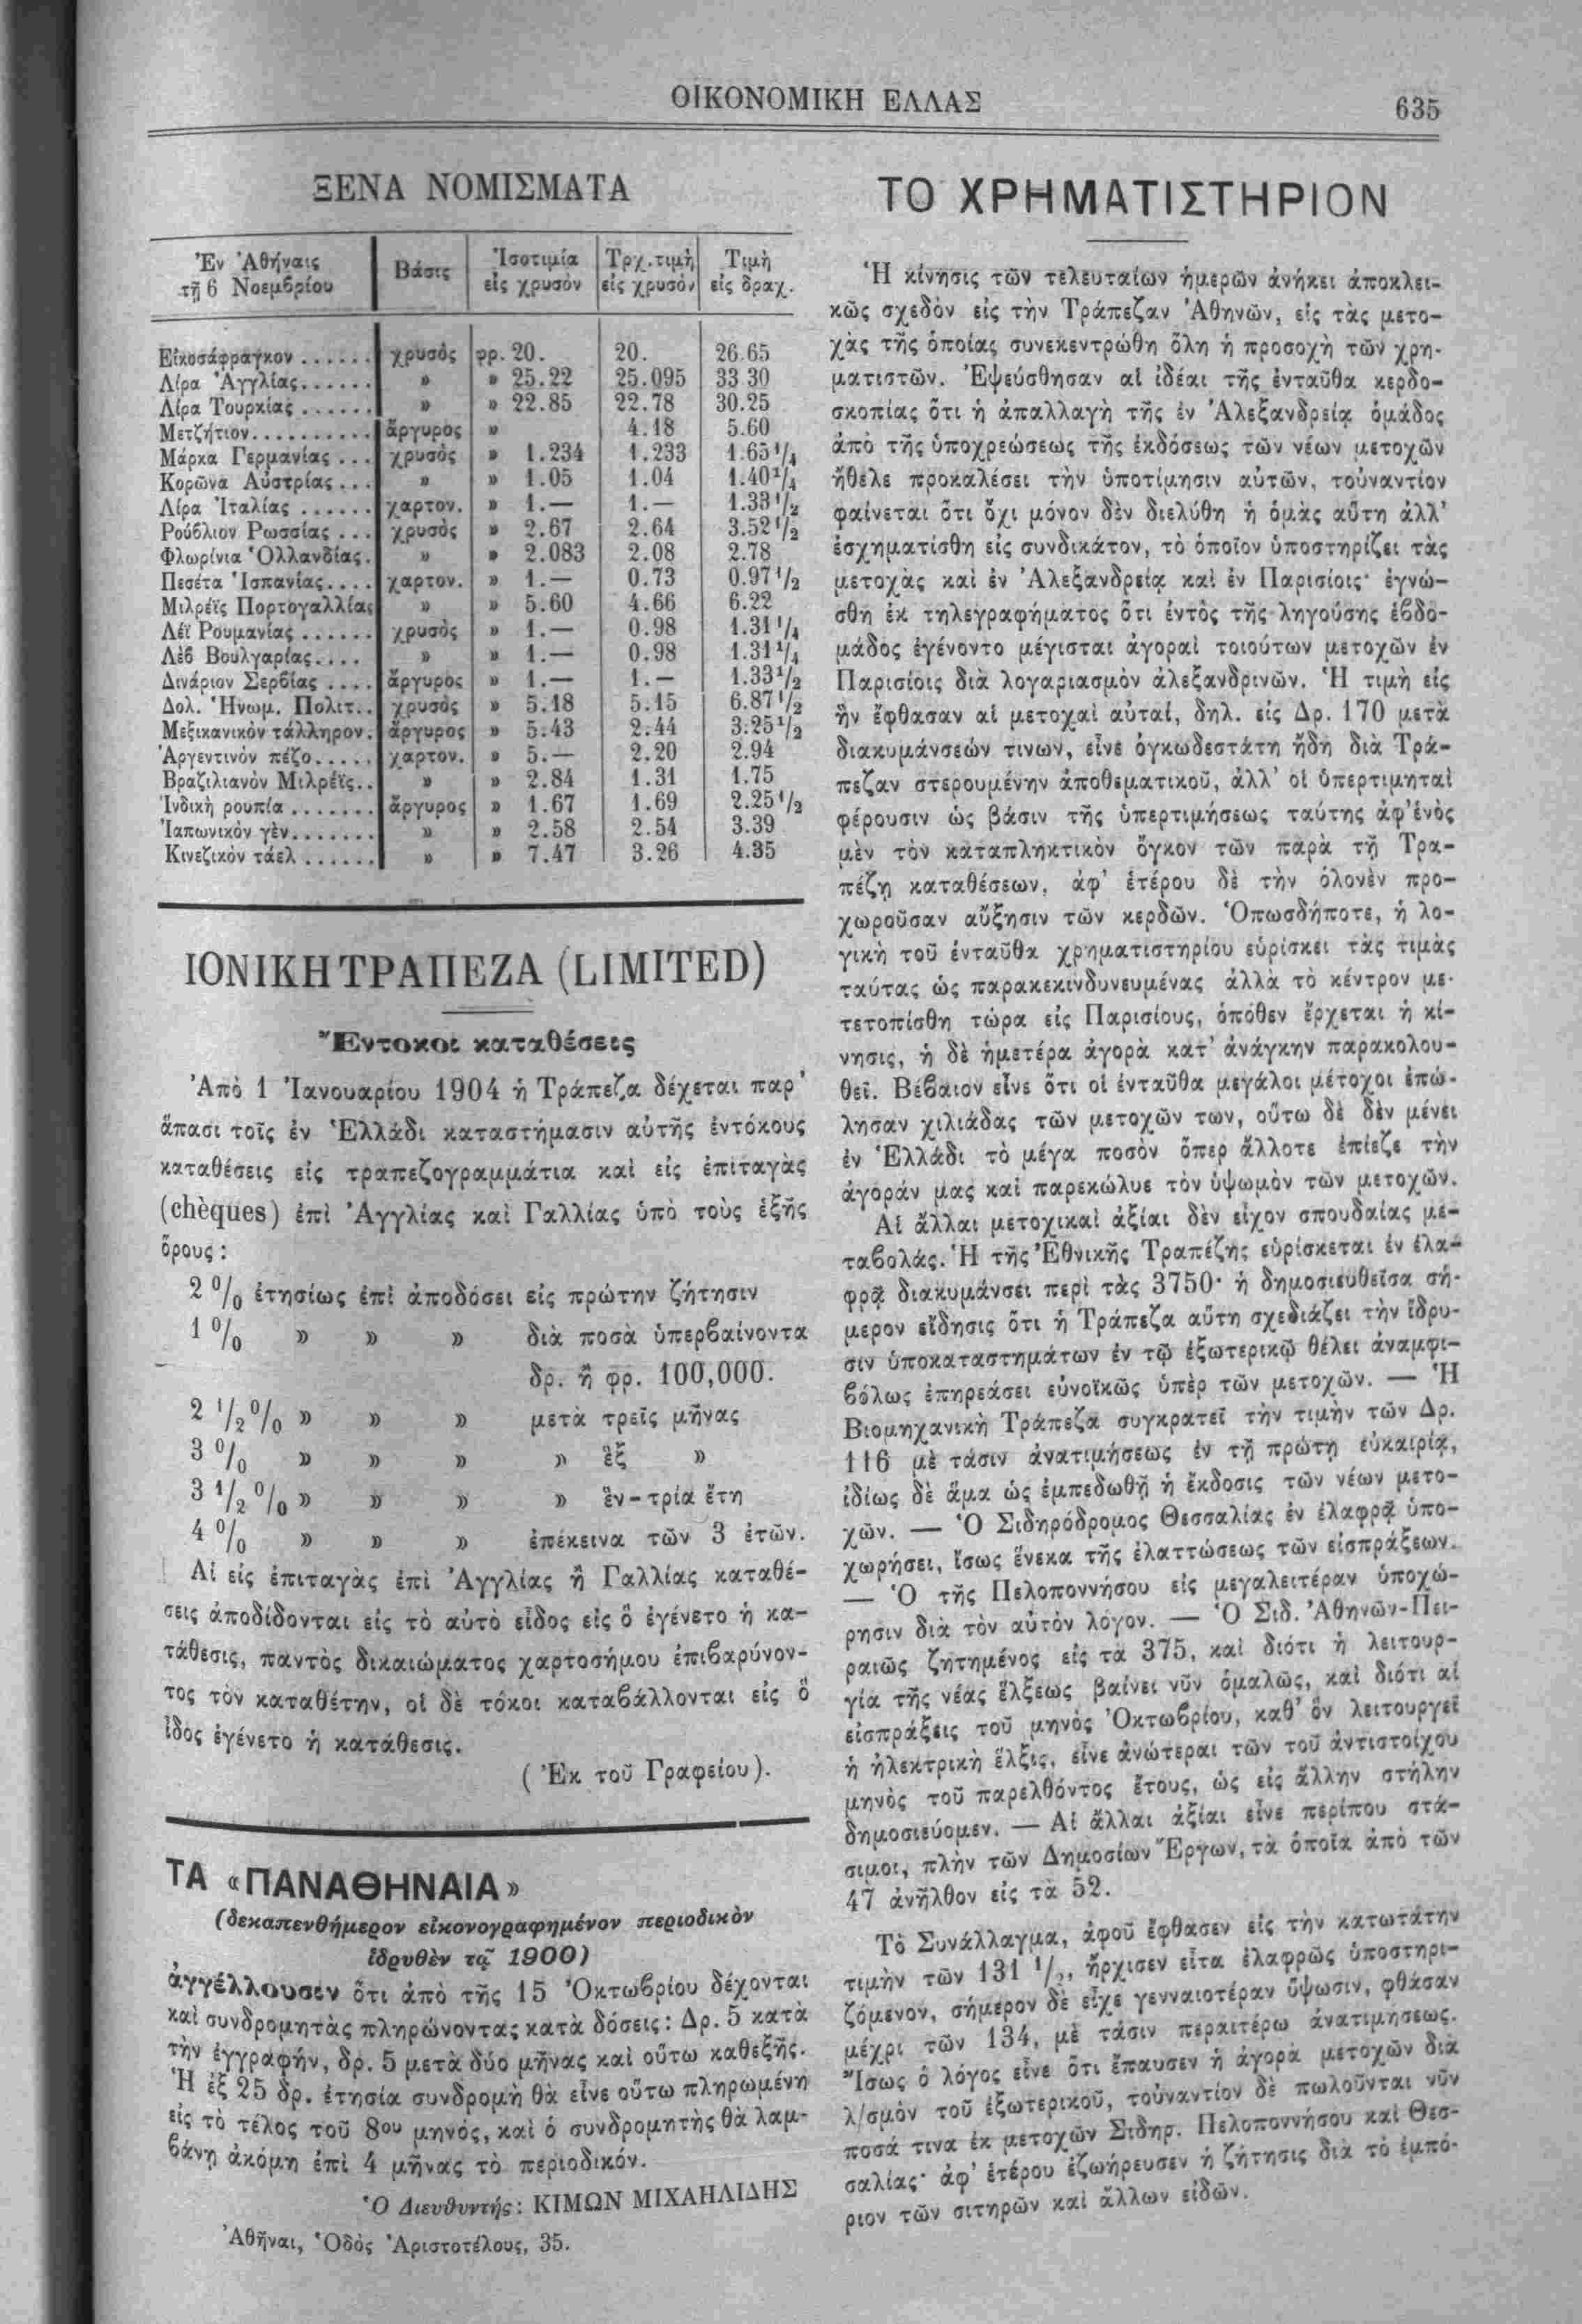 ΟΙΚΟΝΟΜΙΚΗ ΕΛΛΑΣ
635
ΞΕΝΑ ΝΟΜΙΣΜΑΤΑ
Ἐν Ἀθήναις τῇ 6 Νοεμβρίου | Βάσις | Ἰσοτιμία εἰς χρυσόν | Τρχ. τιμὴ εἰς χρυσόν | Τιμὴ εἰς δραχ.
Εἰκοσάφραγκον ...... χρυσὸς φρ. 20. 20. 26.65
Λίρα Ἀγγλίας...... » » 25.22 25.095 33 30
Λίρα Τουρκίας ...... » » 22.85 22.78 30.25
Μετζήτιον.......... ἄργυρος » 4.18 5.60
Μάρκα Γερμανίας ... χρυσὸς » 1.234 1.233 1.65 1/4
Κορῶνα Αὐστρίας... » » 1.05 1.04 1.40 1/4
Λίρα Ἰταλίας ...... χαρτον. » 1.— 1.— 1.33 1/2
Ρούβλιον Ρωσσίας ... χρυσὸς » 2.67 2.64 3.52 1/2
Φλωρίνια Ὁλλανδίας. » » 2.083 2.08 2.78
Πεσέτα Ἱσπανίας.... χαρτον. » 1.— 0.73 0.97 1/2
Μιλρέϊς Πορτογαλλίας » » 5.60 4.66 6.22
Λέϊ Ρουμανίας ...... χρυσὸς » 1.— 0.98 1.31 1/4
Λὲβ Βουλγαρίας.... » » 1.— 0.98 1.31 1/4
Δινάριον Σερβίας .... ἄργυρος » 1.— 1.— 1.33 1/2
Δολ. Ἡνωμ. Πολιτ.. χρυσὸς » 5.18 5.15 6.87 1/2
Μεξικανικὸν τάλληρον. ἄργυρος » 5.43 2.44 3.25 1/2
Ἀργεντινὸν πέζο..... χαρτον. » 5.— 2.20 2.94
Βραζιλιανὸν Μιλρέϊς.. » » 2.84 1.31 1.75
Ἰνδικὴ ρουπία ....... ἄργυρος » 1.67 1.69 2.25 1/2
Ἰαπωνικὸν γὲν....... » » 2.58 2.54 3.39
Κινεζικὸν τάελ ...... » » 7.47 3.26 4.35
ΙΟΝΙΚΗ ΤΡΑΠΕΖΑ (LIMITED)
Ἔντοκοι καταθέσεις
Ἀπὸ 1 Ἰανουαρίου 1904 ἡ Τράπεζα δέχεται παρ'
ἅπασι τοῖς ἐν Ἑλλάδι καταστήμασιν αὐτῆς ἐντόκους
καταθέσεις εἰς τραπεζογραμμάτια καὶ εἰς ἐπιταγὰς
(chèques) ἐπὶ Ἀγγλίας καὶ Γαλλίας ὑπὸ τοὺς ἑξῆς
ὅρους :
2 0/0 ἐτησίως ἐπὶ ἀποδόσει εἰς πρώτην ζήτησιν
1 0/0 » » » διὰ ποσὰ ὑπερβαίνοντα
δρ. ἢ φρ. 100,000.
2 1/2 0/0 » » » μετὰ τρεῖς μῆνας
3 0/0 » » » » ἓξ »
3 1/2 0/0 » » » » ἓν – τρία ἔτη
4 0/0 » » » ἐπέκεινα τῶν 3 ἐτῶν.
Αἱ εἰς ἐπιταγὰς ἐπὶ Ἀγγλίας ἢ Γαλλίας καταθέ-
σεις ἀποδίδονται εἰς τὸ αὐτὸ εἶδος εἰς ὃ ἐγένετο ἡ κα-
τάθεσις, παντὸς δικαιώματος χαρτοσήμου ἐπιβαρύνον-
τος τὸν καταθέτην, οἱ δὲ τόκοι καταβάλλονται εἰς ὃ
ἶδος ἐγένετο ἡ κατάθεσις.
( Ἐκ τοῦ Γραφείου).
ΤΑ «ΠΑΝΑΘΗΝΑΙΑ»
(δεκαπενθήμερον εἰκονογραφημένον περιοδικὸν
ἱδρυθὲν τῷ 1900)
ἀγγέλλουσιν ὅτι ἀπὸ τῆς 15 Ὀκτωβρίου δέχονται
καὶ συνδρομητὰς πληρώνοντας κατὰ δόσεις : Δρ. 5 κατὰ
τὴν ἐγγραφήν, δρ. 5 μετὰ δύο μῆνας καὶ οὕτω καθεξῆς.
Ἡ ἐξ 25 δρ. ἐτησία συνδρομὴ θὰ εἶνε οὕτω πληρωμένη
εἰς τὸ τέλος τοῦ 8ου μηνός, καὶ ὁ συνδρομητὴς θὰ λαμ-
βάνῃ ἀκόμη ἐπὶ 4 μῆνας τὸ περιοδικόν.
Ὁ Διευθυντής : ΚΙΜΩΝ ΜΙΧΑΗΛΙΔΗΣ
Ἀθῆναι, Ὁδὸς Ἀριστοτέλους, 35.
ΤΟ ΧΡΗΜΑΤΙΣΤΗΡΙΟΝ
Ἡ κίνησις τῶν τελευταίων ἡμερῶν ἀνήκει ἀποκλει-
κῶς σχεδὸν εἰς τὴν Τράπεζαν Ἀθηνῶν, εἰς τὰς μετο-
χὰς τῆς ὁποίας συνεκεντρώθη ὅλη ἡ προσοχὴ τῶν χρη-
ματιστῶν. Ἐψεύσθησαν αἱ ἰδέαι τῆς ἐνταῦθα κερδο-
σκοπίας ὅτι ἡ ἀπαλλαγὴ τῆς ἐν Ἀλεξανδρείᾳ ὁμάδος
ἀπὸ τῆς ὑποχρεώσεως τῆς ἐκδόσεως τῶν νέων μετοχῶν
ἤθελε προκαλέσει τὴν ὑποτίμησιν αὐτῶν, τοὐναντίον
φαίνεται ὅτι ὄχι μόνον δὲν διελύθη ἡ ὁμὰς αὕτη ἀλλ'
ἐσχηματίσθη εἰς συνδικάτον, τὸ ὁποῖον ὑποστηρίζει τὰς
μετοχὰς καὶ ἐν Ἀλεξανδρείᾳ καὶ ἐν Παρισίοις· ἐγνώ-
σθη ἐκ τηλεγραφήματος ὅτι ἐντὸς τῆς ληγούσης ἑβδο-
μάδος ἐγένοντο μέγισται ἀγοραὶ τοιούτων μετοχῶν ἐν
Παρισίοις διὰ λογαριασμὸν ἀλεξανδρινῶν. Ἡ τιμὴ εἰς
ἣν ἔφθασαν αἱ μετοχαὶ αὐταί, δηλ. εἰς Δρ. 170 μετὰ
διακυμάνσεών τινων, εἶνε ὀγκωδεστάτη ἤδη διὰ Τρά-
πεζαν στερουμένην ἀποθεματικοῦ, ἀλλ' οἱ ὑπερτιμηταὶ
φέρουσιν ὡς βάσιν τῆς ὑπερτιμήσεως ταύτης ἀφ' ἑνὸς
μὲν τὸν καταπληκτικὸν ὄγκον τῶν παρὰ τῇ Τρα-
πέζῃ καταθέσεων, ἀφ' ἑτέρου δὲ τὴν ὁλονὲν προ-
χωροῦσαν αὔξησιν τῶν κερδῶν. Ὁπωσδήποτε, ἡ λο-
γικὴ τοῦ ἐνταῦθα χρηματιστηρίου εὑρίσκει τὰς τιμὰς
ταύτας ὡς παρακεκινδυνευμένας ἀλλὰ τὸ κέντρον με-
τετοπίσθη τώρα εἰς Παρισίους, ὁπόθεν ἔρχεται ἡ κί-
νησις, ἡ δὲ ἡμετέρα ἀγορὰ κατ' ἀνάγκην παρακολου-
θεῖ. Βέβαιον εἶνε ὅτι οἱ ἐνταῦθα μεγάλοι μέτοχοι ἐπώ-
λησαν χιλιάδας τῶν μετοχῶν των, οὕτω δὲ δὲν μένει
ἐν Ἑλλάδι τὸ μέγα ποσὸν ὅπερ ἄλλοτε ἐπίεζε τὴν
ἀγοράν μας καὶ παρεκώλυε τὸν ὑψωμὸν τῶν μετοχῶν.
Αἱ ἄλλαι μετοχικαὶ ἀξίαι δὲν εἶχον σπουδαίας με-
ταβολάς. Ἡ τῆς Ἐθνικῆς Τραπέζης εὑρίσκεται ἐν ἐλα-
φρᾷ διακυμάνσει περὶ τὰς 3750· ἡ δημοσιευθεῖσα σή-
μερον εἴδησις ὅτι ἡ Τράπεζα αὕτη σχεδιάζει τὴν ἵδρυ-
σιν ὑποκαταστημάτων ἐν τῷ ἐξωτερικῷ θέλει ἀναμφι-
βόλως ἐπηρεάσει εὐνοϊκῶς ὑπὲρ τῶν μετοχῶν. — Ἡ
Βιομηχανικὴ Τράπεζα συγκρατεῖ τὴν τιμὴν τῶν Δρ.
116 μὲ τάσιν ἀνατιμήσεως ἐν τῇ πρώτῃ εὐκαιρίᾳ,
ἰδίως δὲ ἅμα ὡς ἐμπεδωθῇ ἡ ἔκδοσις τῶν νέων μετο-
χῶν. — Ὁ Σιδηρόδρομος Θεσσαλίας ἐν ἐλαφρᾷ ὑπο-
χωρήσει, ἴσως ἕνεκα τῆς ἐλαττώσεως τῶν εἰσπράξεων.
— Ὁ τῆς Πελοποννήσου εἰς μεγαλειτέραν ὑποχώ-
ρησιν διὰ τὸν αὐτὸν λόγον. — Ὁ Σιδ. Ἀθηνῶν-Πει-
ραιῶς ζητημένος εἰς τὰ 375, καὶ διότι ἡ λειτουρ-
γία τῆς νέας ἕλξεως βαίνει νῦν ὁμαλῶς, καὶ διότι αἱ
εἰσπράξεις τοῦ μηνὸς Ὀκτωβρίου, καθ' ὃν λειτουργεῖ
ἡ ἠλεκτρικὴ ἕλξις, εἶνε ἀνώτεραι τῶν τοῦ ἀντιστοίχου
μηνὸς τοῦ παρελθόντος ἔτους, ὡς εἰς ἄλλην στήλην
δημοσιεύομεν. — Αἱ ἄλλαι ἀξίαι εἶνε περίπου στά-
σιμοι, πλὴν τῶν Δημοσίων Ἔργων, τὰ ὁποῖα ἀπὸ τῶν
47 ἀνῆλθον εἰς τὰ 52.
Τὸ Συνάλλαγμα, ἀφοῦ ἔφθασεν εἰς τὴν κατωτάτην
τιμὴν τῶν 131 1/2, ἤρχισεν εἶτα ἐλαφρῶς ὑποστηρι-
ζόμενον, σήμερον δὲ εἶχε γενναιοτέραν ὕψωσιν, φθάσαν
μέχρι τῶν 134, μὲ τάσιν περαιτέρω ἀνατιμήσεως.
Ἴσως ὁ λόγος εἶνε ὅτι ἔπαυσεν ἡ ἀγορὰ μετοχῶν διὰ
λ/σμὸν τοῦ ἐξωτερικοῦ, τοὐναντίον δὲ πωλοῦνται νῦν
ποσά τινα ἐκ μετοχῶν Σιδηρ. Πελοποννήσου καὶ Θεσ-
σαλίας· ἀφ' ἑτέρου ἐζωήρευσεν ἡ ζήτησις διὰ τὸ ἐμπό-
ριον τῶν σιτηρῶν καὶ ἄλλων εἰδῶν.